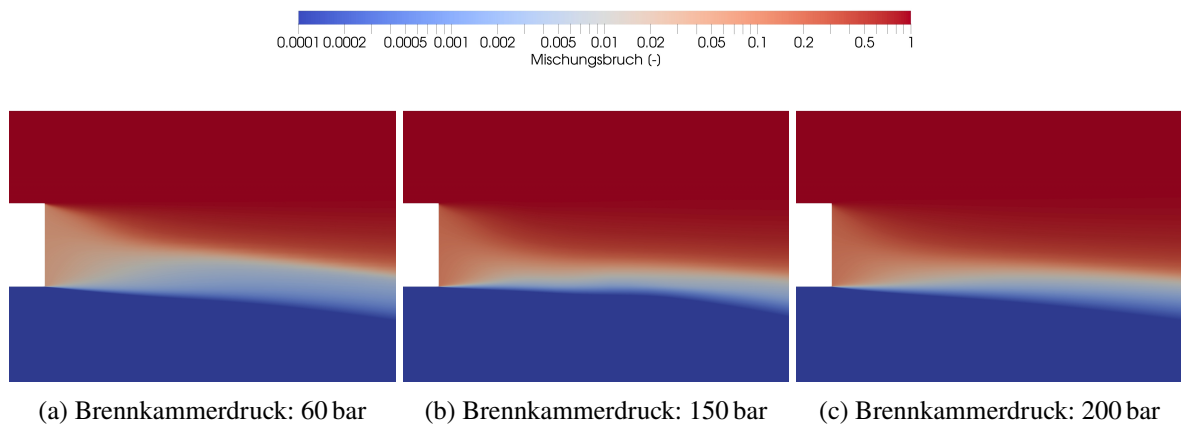 0.0001 0.0002 0.0005 0.001 0.002 0.005 0.01 0.02 0.05 0.1 0.2 0.5 1
Mischungsbruch (-)
(a) Brennkammerdruck: 60 bar (b) Brennkammerdruck: 150 bar (c) Brennkammerdruck: 200 bar